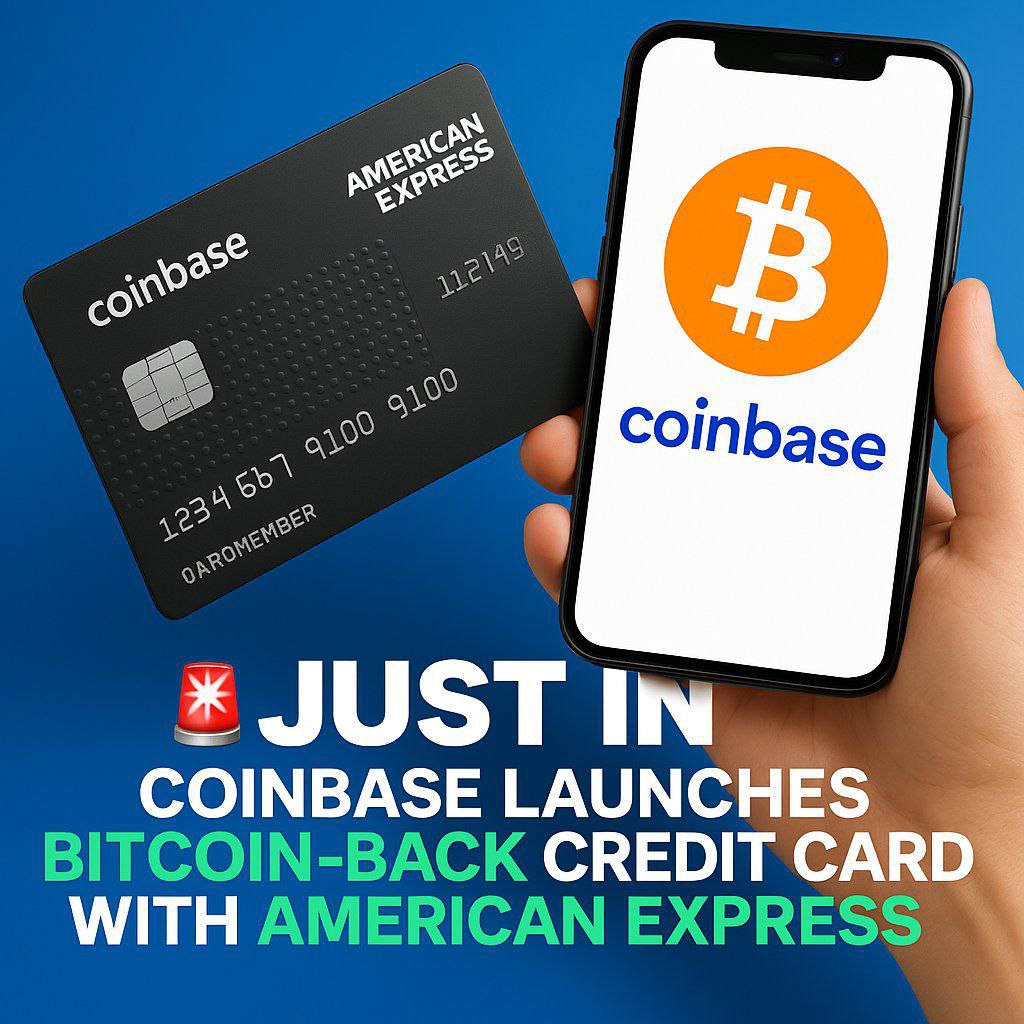 AMERICAN
EXPRESS
coinbase
112149
1234 667 9100 9100
OAROMEMBER
coinbase
JUST IN
COINBASE LAUNCHES
BITCOIN-BACK CREDIT CARD
WITH AMERICAN EXPRESS